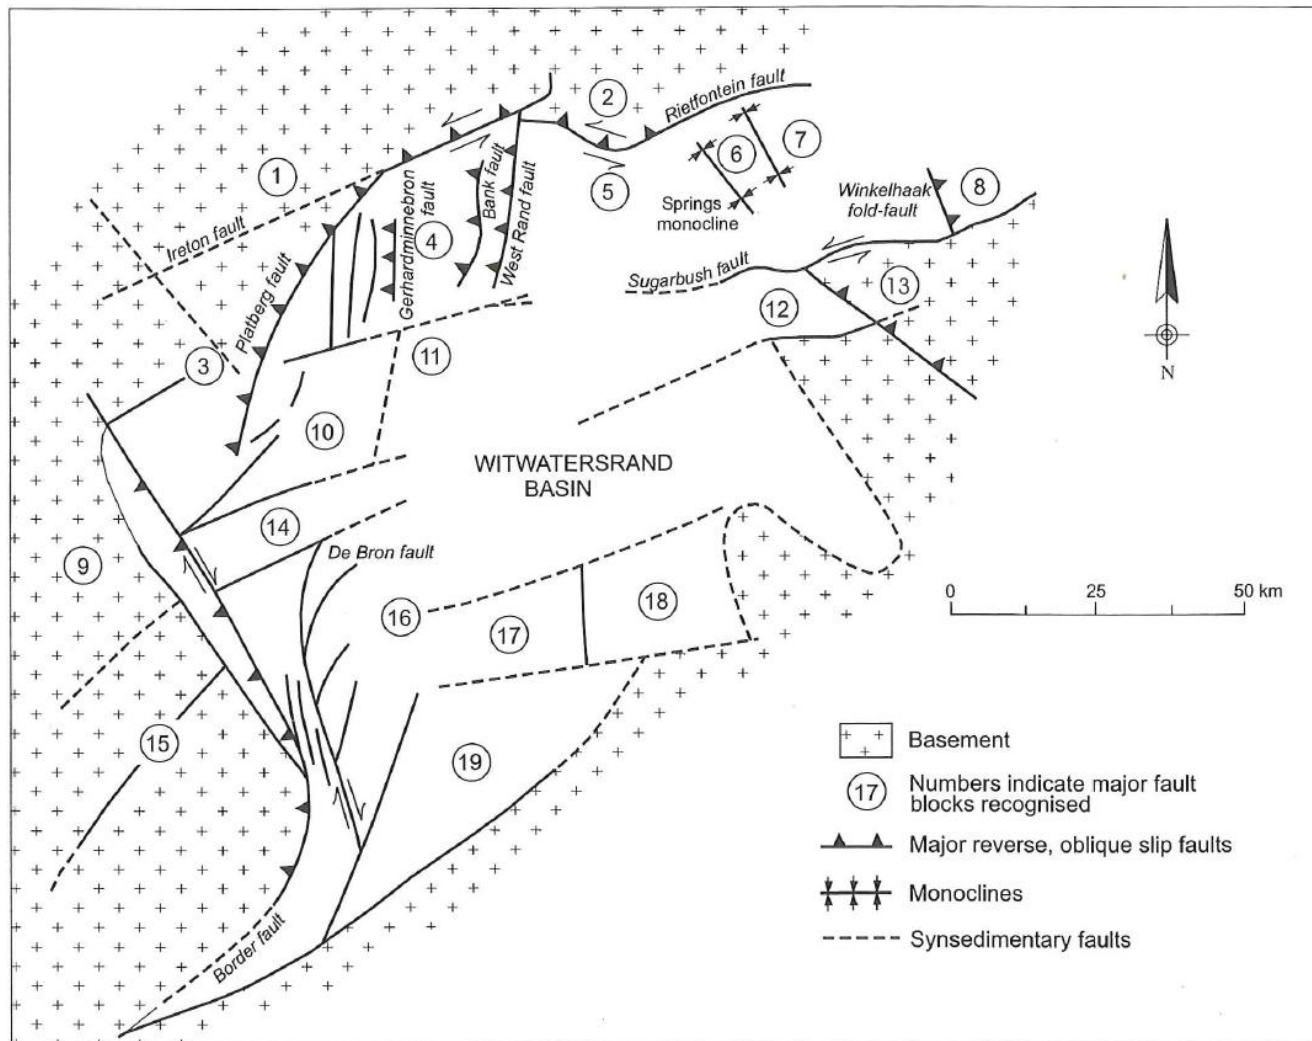 2
Rietfontein fault
7
6
1
5
8
Winkelhaak
fold-fault
Springs
monocline
Ireton fault
Gerhardminnebron
fault
Bank fault
West Rand fault
4
Platberg fault
Sugarbush fault
13
12
3
11
N
10
WITWATERSRAND
BASIN
14
De Bron fault
9
0 25 50 km
16
18
17
15
19
Basement
17
Numbers indicate major fault
blocks recognised
Major reverse, oblique slip faults
Monoclines
Synsedimentary faults
Border fault